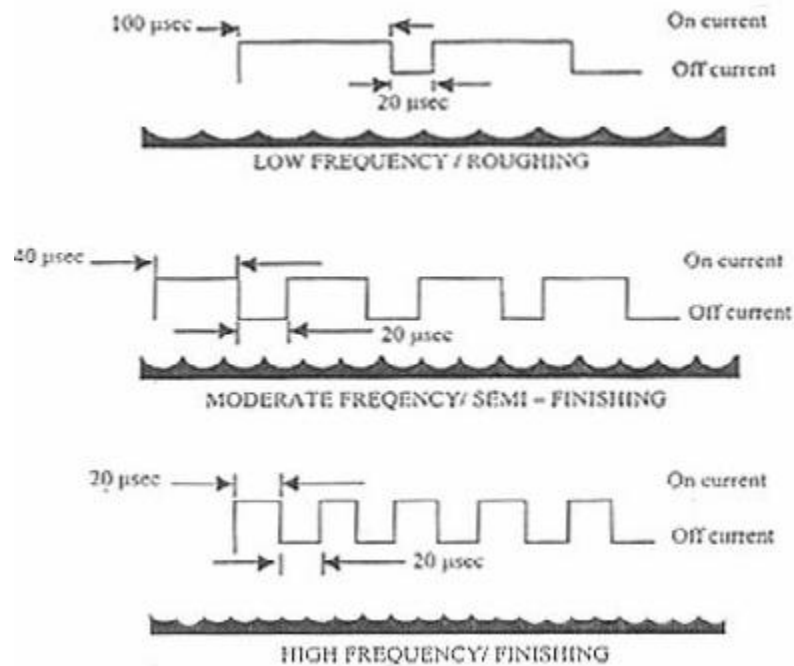 100 µsec
On current
Off current
20 µsec
LOW FREQUENCY / ROUGHING
40 µsec
On current
Off current
20 µsec
MODERATE FREQENCY/ SEMI - FINISHING
20 µsec
On current
Off current
20 µsec
HIGH FREQUENCY/ FINISHING